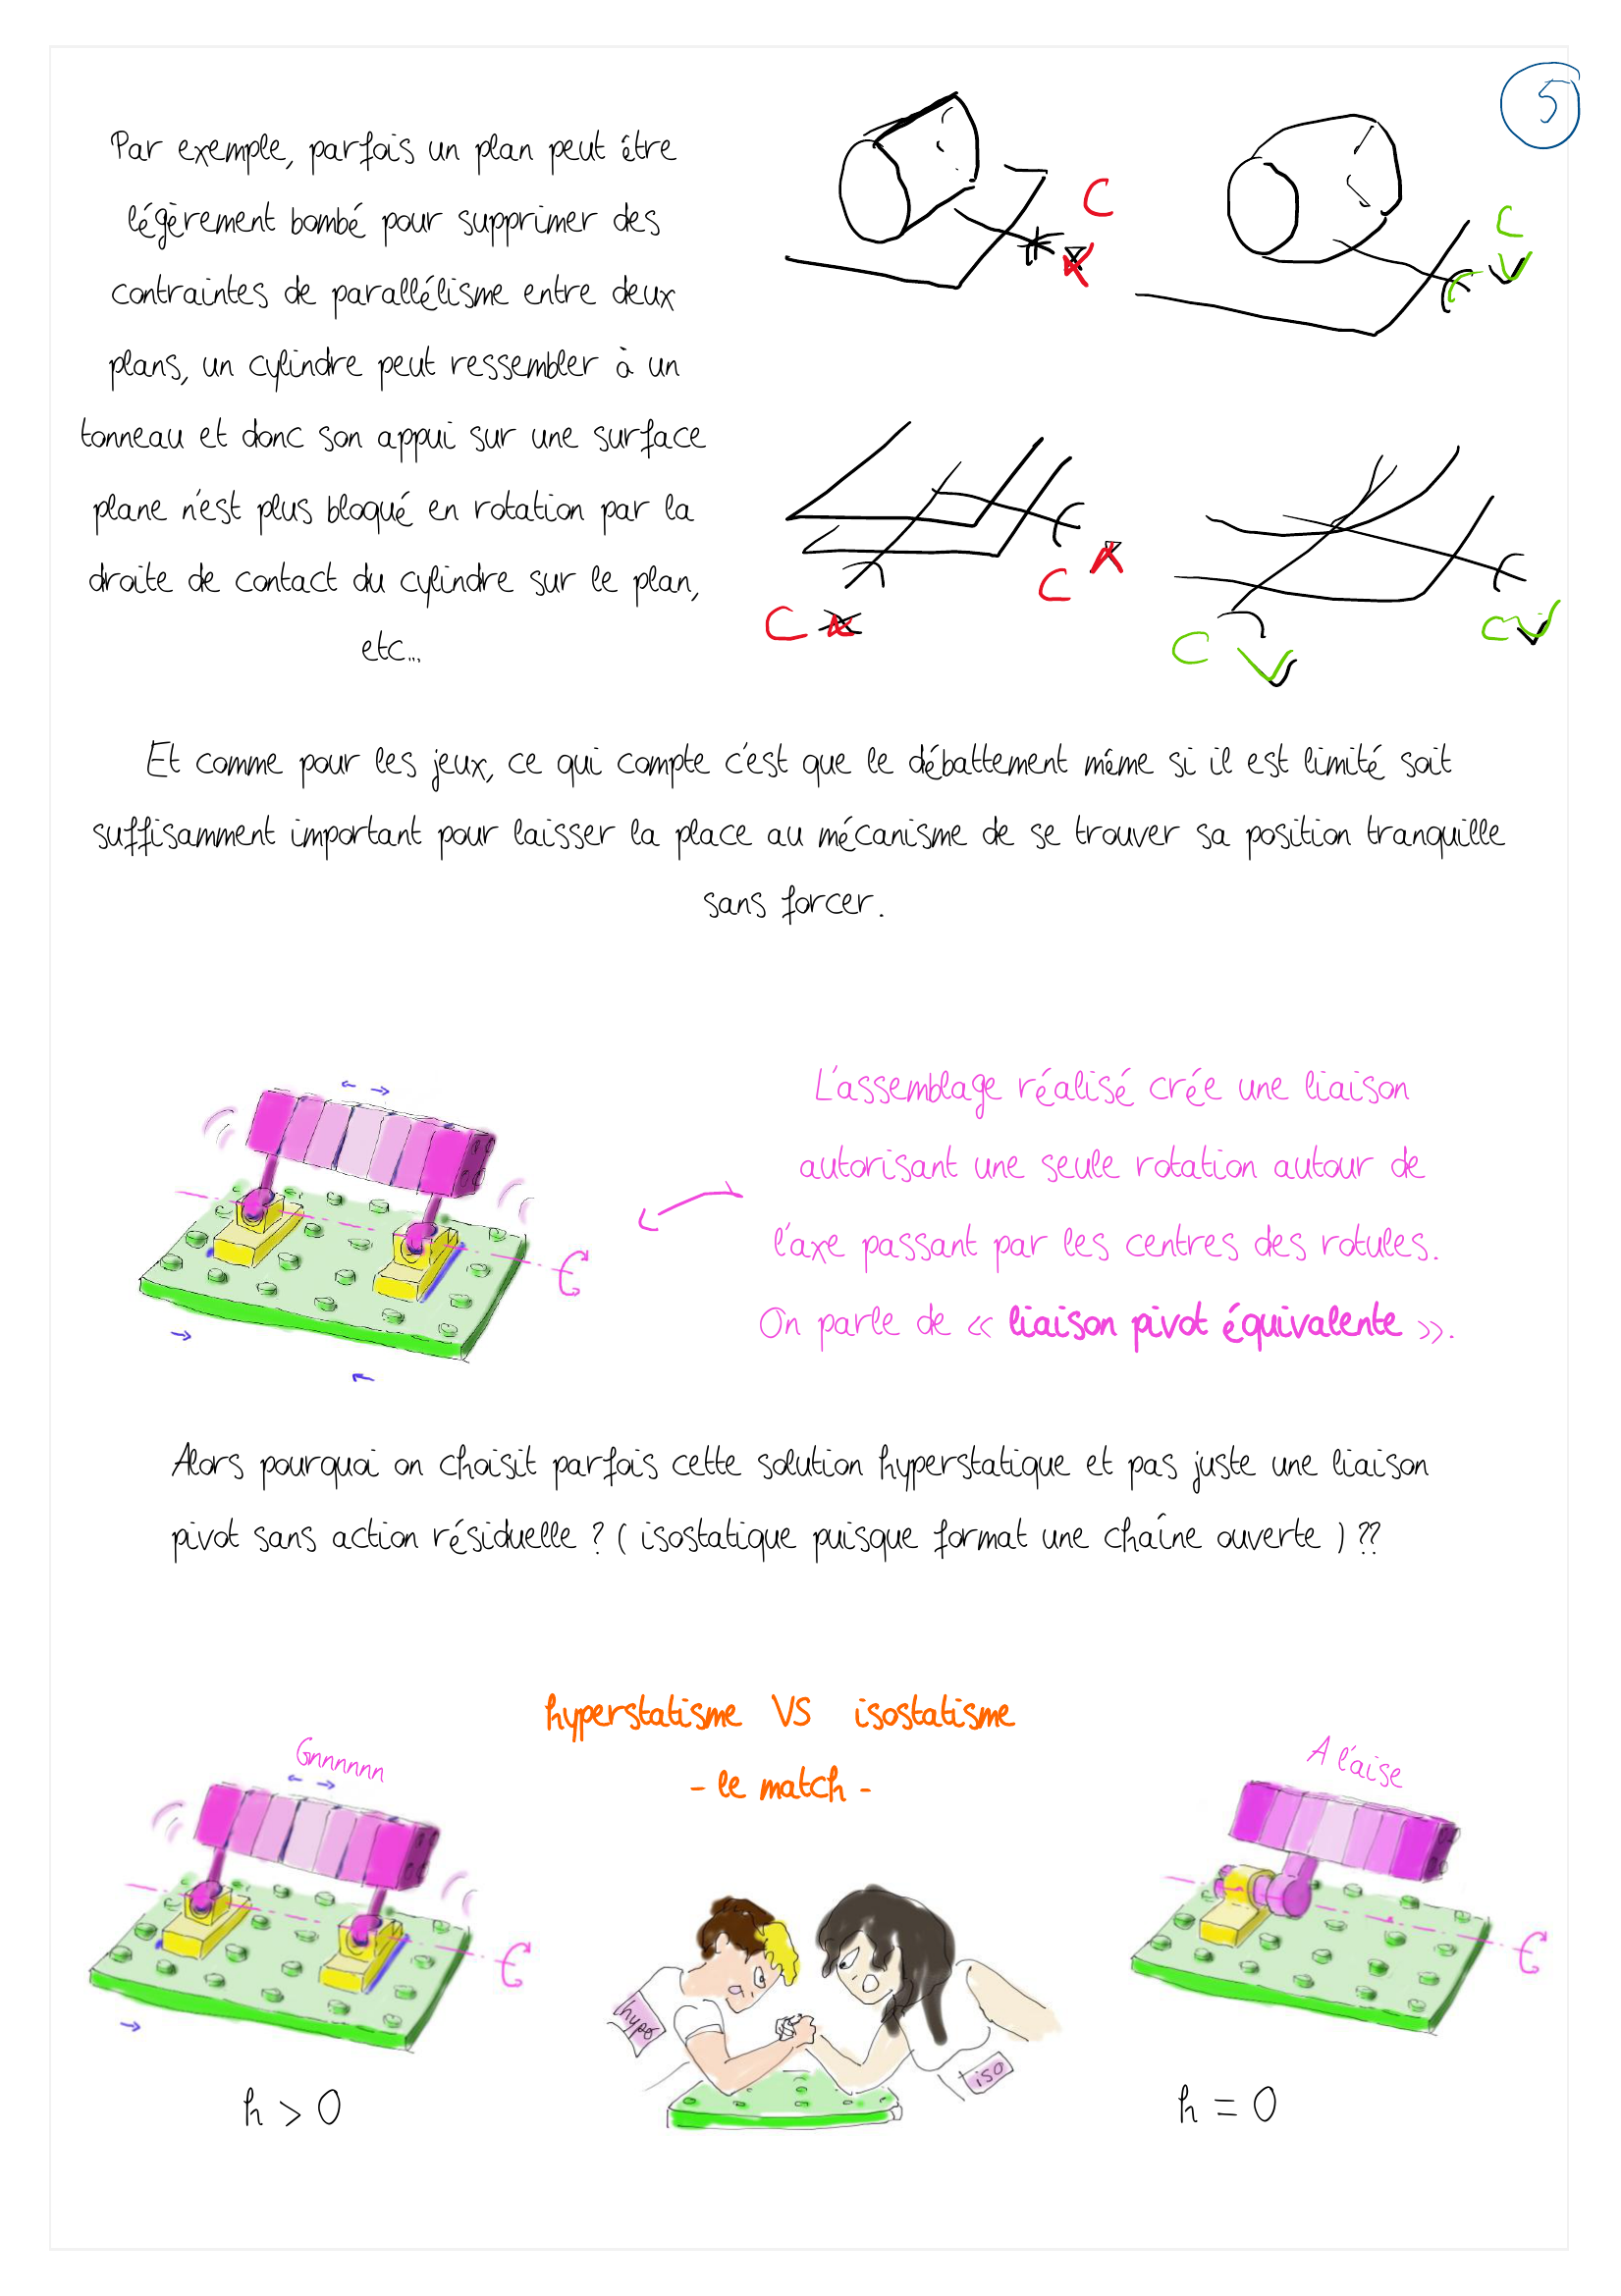 5
Par exemple, parfois un plan peut être
légèrement bombé pour supprimer des
contraintes de parallélisme entre deux
plans, un cylindre peut ressembler à un
tonneau et donc son appui sur une surface
plane n'est plus bloqué en rotation par la
droite de contact du cylindre sur le plan,
etc...
C
C
C
C
C
C
Et comme pour les jeux, ce qui compte c'est que le débattement même si il est limité soit
suffisamment important pour laisser la place au mécanisme de se trouver sa position tranquille
sans forcer.
L'assemblage réalisé crée une liaison
autorisant une seule rotation autour de
l'axe passant par les centres des rotules.
On parle de « liaison pivot équivalente ».
Alors pourquoi on choisit parfois cette solution hyperstatique et pas juste une liaison
pivot sans action résiduelle ? ( isostatique puisque format une chaîne ouverte ) ??
hyperstatisme VS isostatisme
- le match -
Gnnnnnn
A l'aise
hyper
iso
h > 0
h = 0